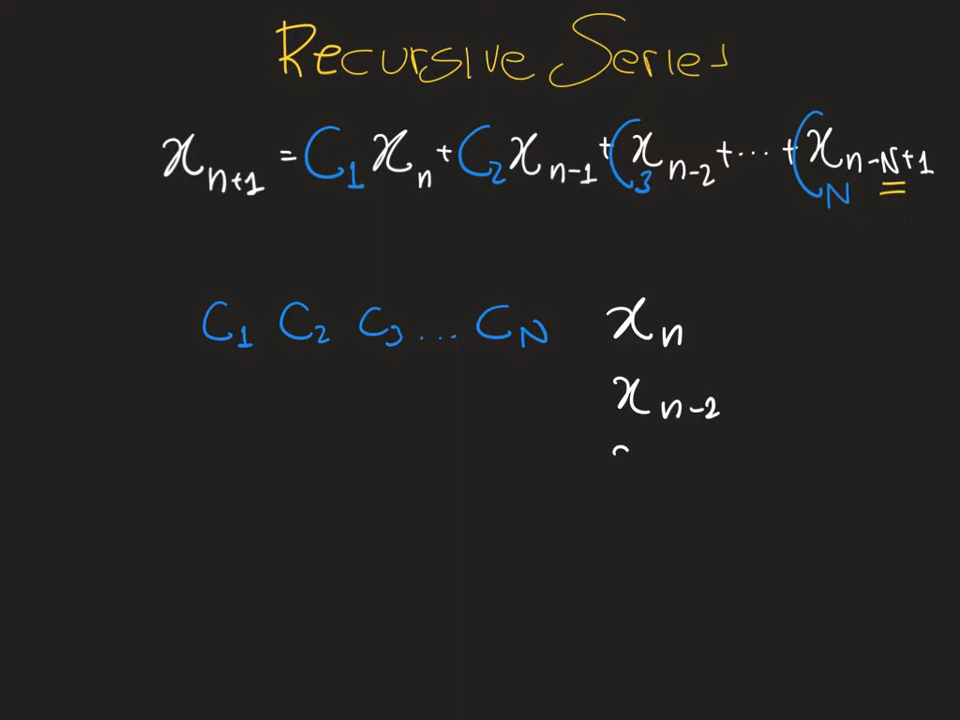 Recursive Series
x_{n+1} = C_1 x_n + C_2 x_{n-1} + C_3 x_{n-2} + ... + C_N x_{n-N+1}
C_1 C_2 C_3 ... C_N x_n
x_{n-2}